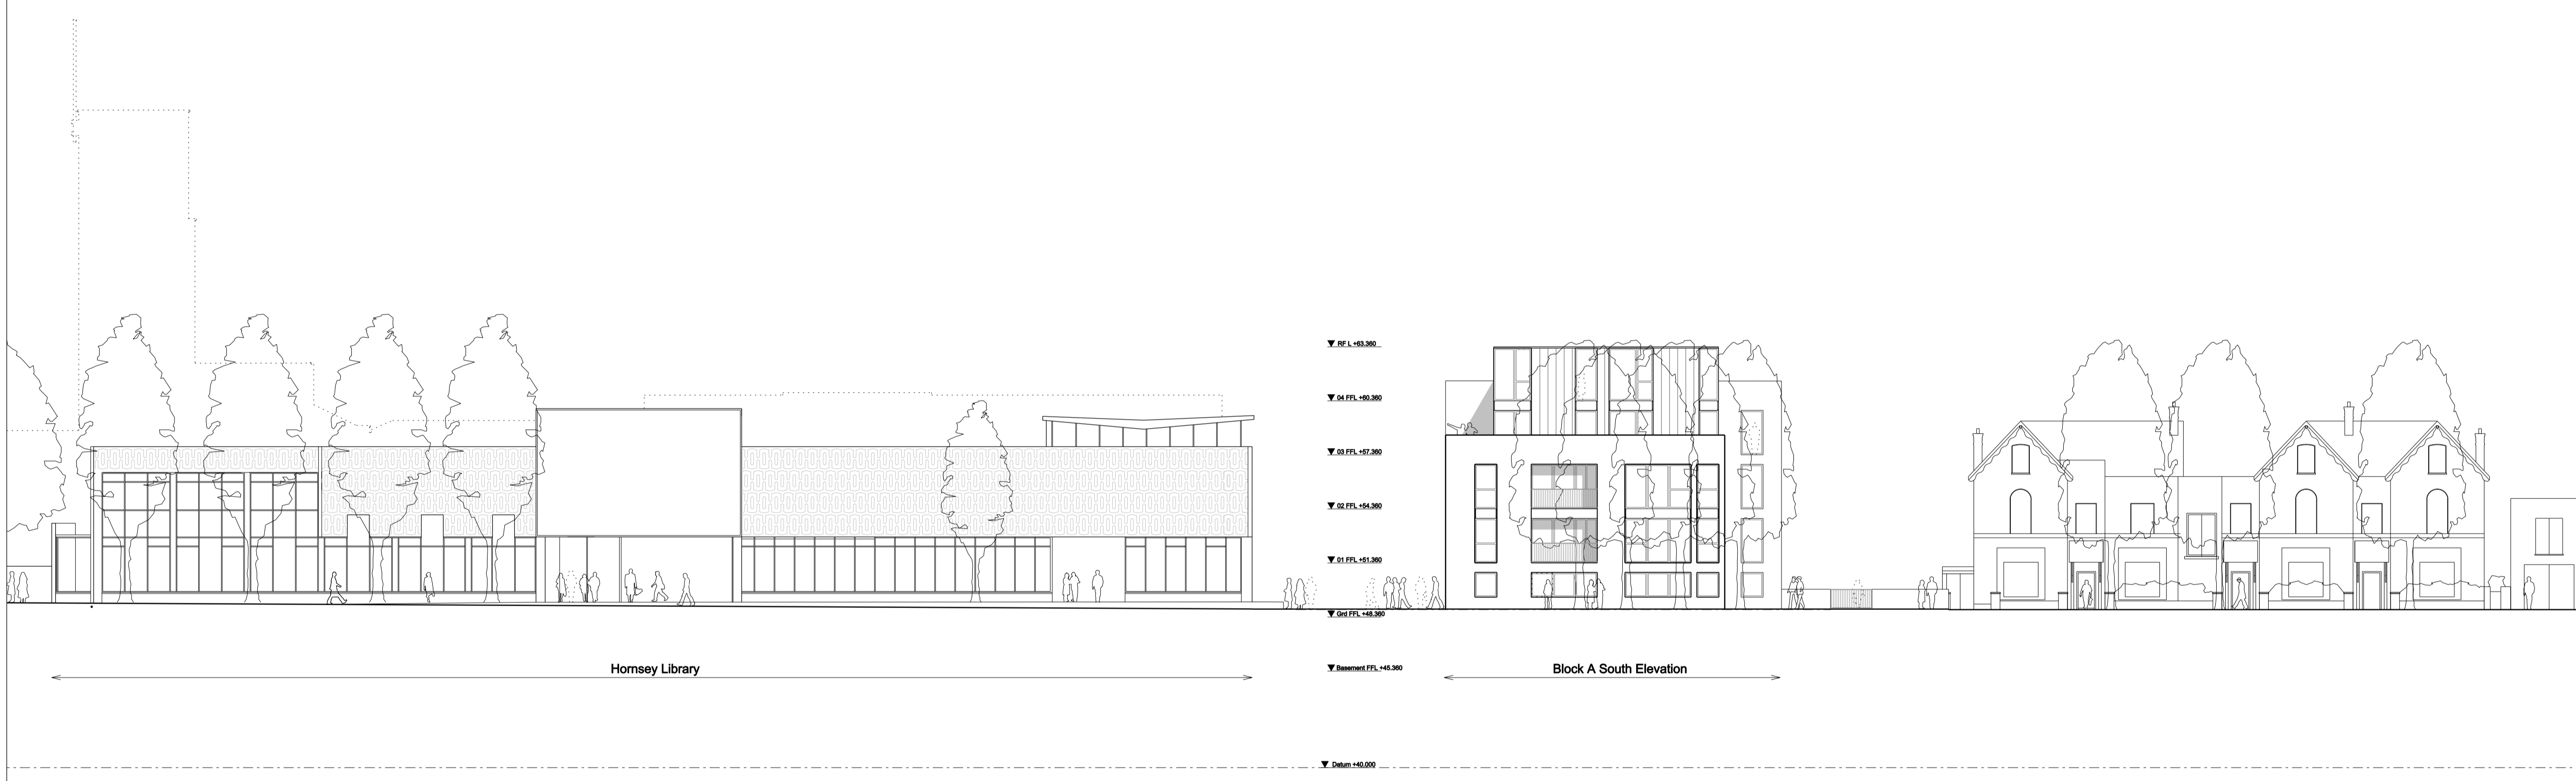 RF L +63.360
04 FFL +60.360
03 FFL +57.360
02 FFL +54.360
01 FFL +51.360
Grd FFL +48.360
Basement FFL +45.360
Hornsey Library
Block A South Elevation
Datum +40.000